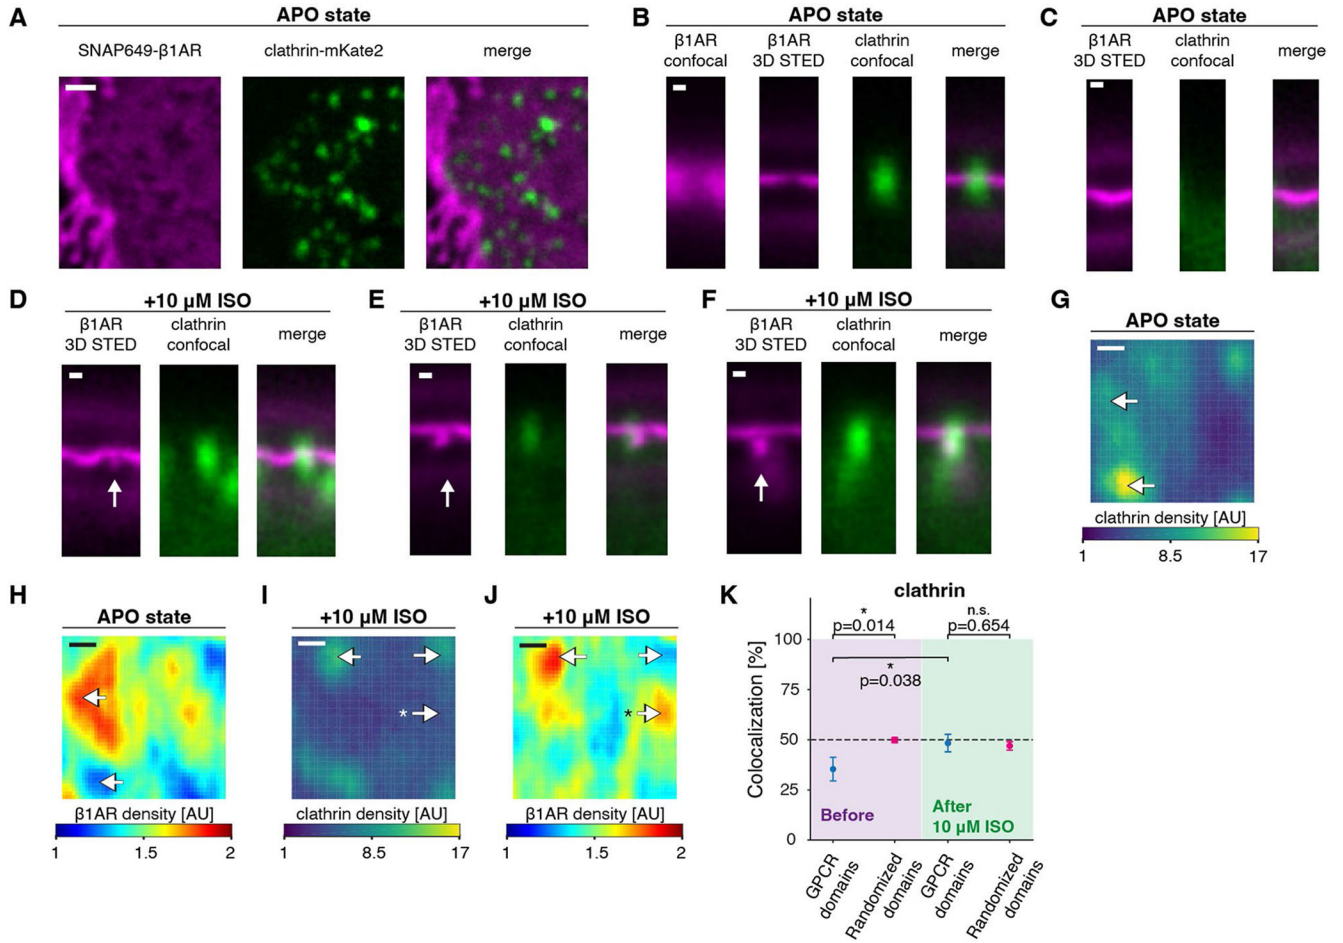 A
APO state
SNAP649-β1AR
clathrin-mKate2
merge
B
APO state
β1AR
confocal
β1AR
3D STED
clathrin
confocal
merge
C
APO state
β1AR
3D STED
clathrin
confocal
merge
D
+10 µM ISO
β1AR
3D STED
clathrin
confocal
merge
E
+10 µM ISO
β1AR
3D STED
clathrin
confocal
merge
F
+10 µM ISO
β1AR
3D STED
clathrin
confocal
merge
G
APO state
clathrin density [AU]
1 8.5 17
H
APO state
β1AR density [AU]
1 1.5 2
I
+10 µM ISO
*
clathrin density [AU]
1 8.5 17
J
+10 µM ISO
*
β1AR density [AU]
1 1.5 2
K
clathrin
*
p=0.014
n.s.
p=0.654
*
p=0.038
Colocalization [%]
100
75
50
25
0
Before
After
10 µM ISO
GPCR
domains
Randomized
domains
GPCR
domains
Randomized
domains